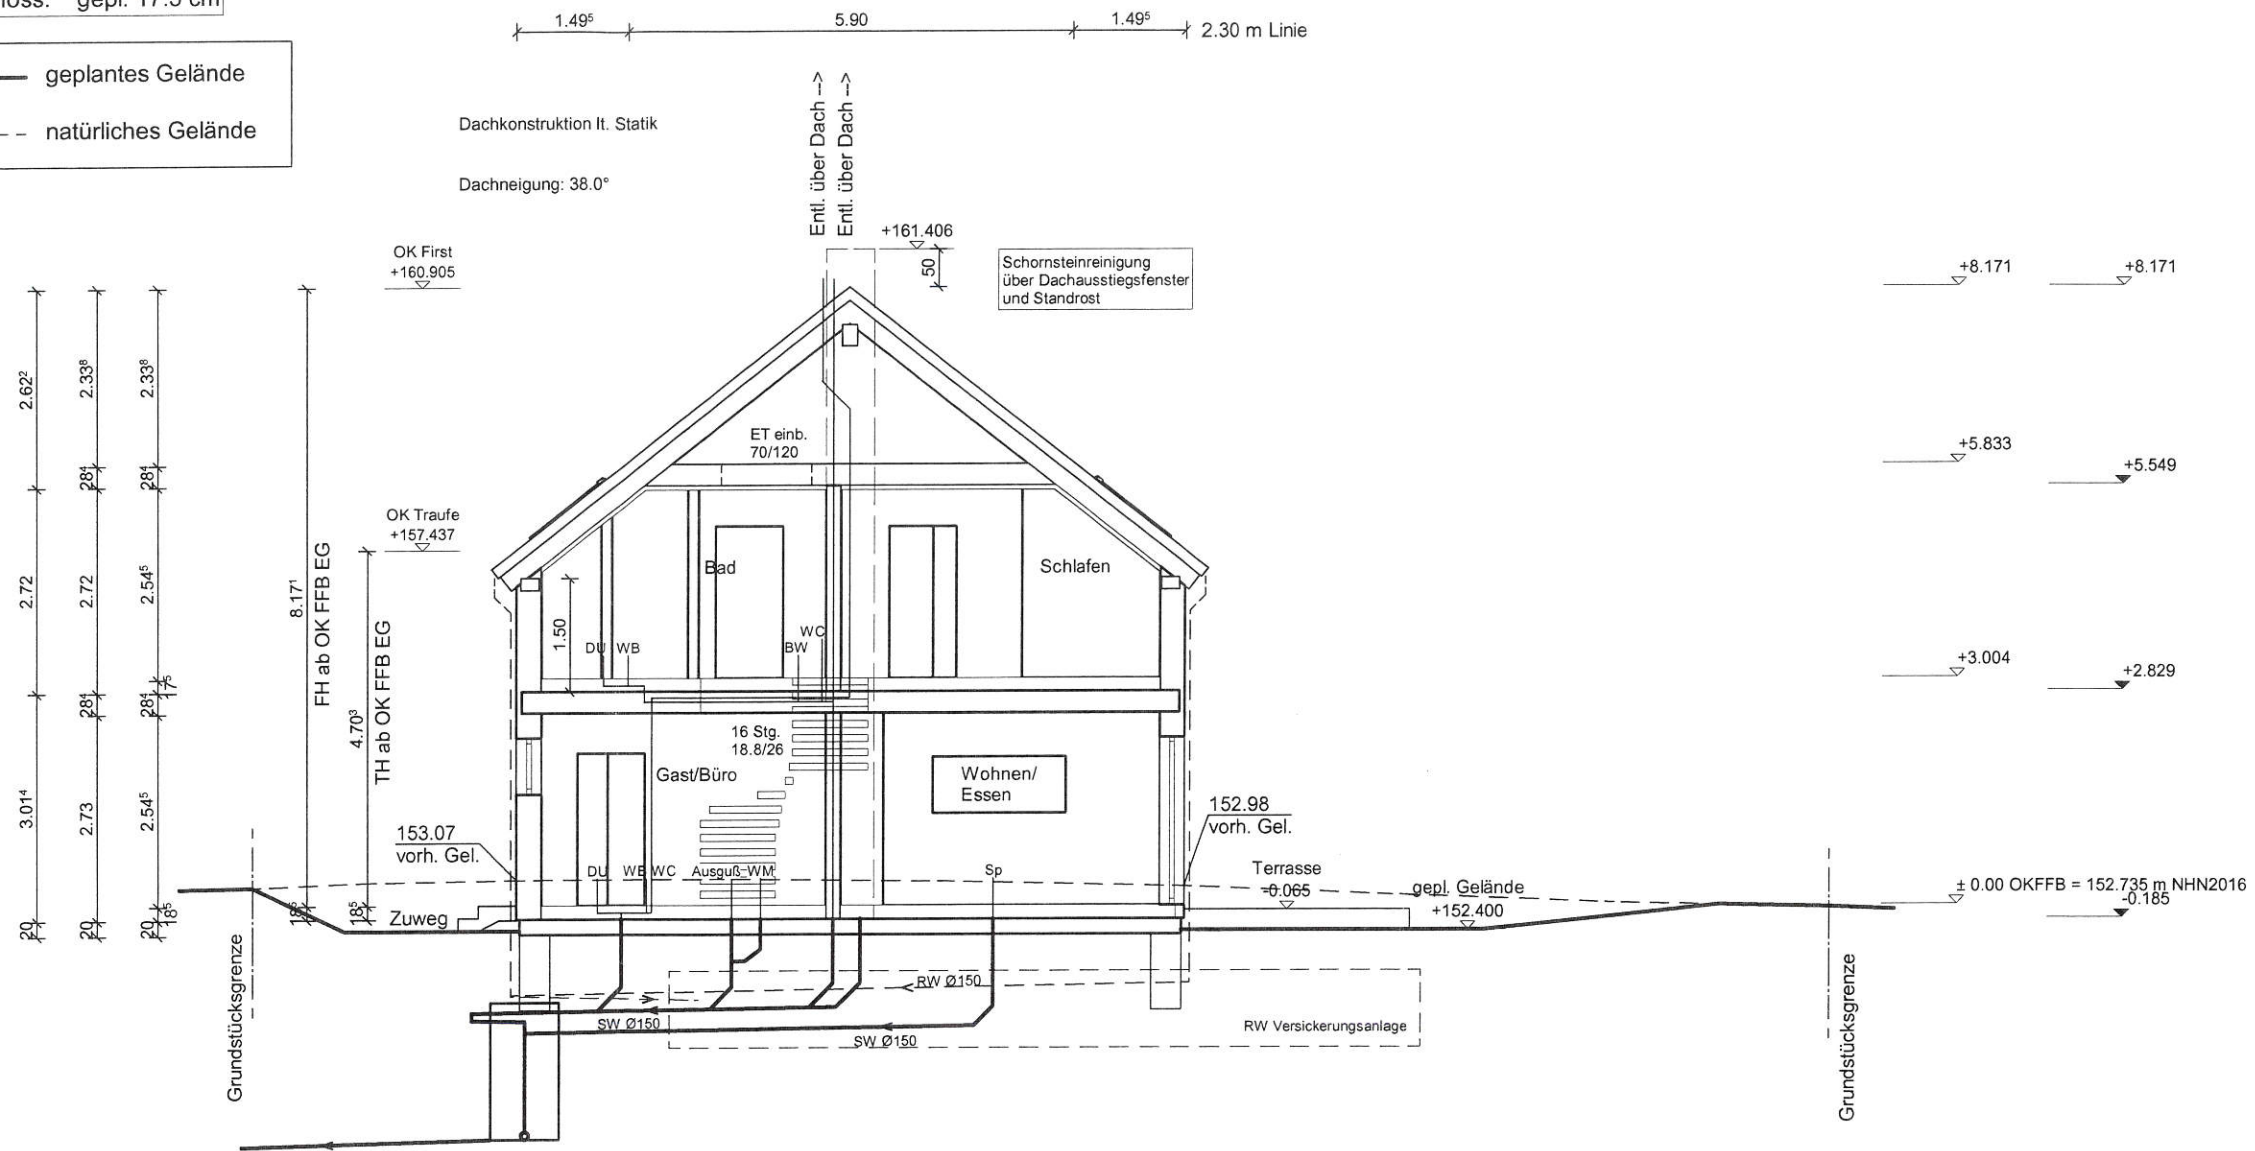 gepl. 17.5 cm
geplantes Gelände
natürliches Gelände
1.49⁵
5.90
1.49⁵
2.30 m Linie
Dachkonstruktion lt. Statik
Dachneigung: 38.0°
Entl. über Dach -->
Entl. über Dach -->
OK First
+160.905
+161.406
50
Schornsteinreinigung
über Dachausstiegsfenster
und Standrost
+8.171
+8.171
2.62²
2.33⁸
2.33⁸
ET einb.
70/120
+5.833
+5.549
28⁴
28⁴
OK Traufe
+157.437
2.72
2.72
2.54⁵
8.17¹
FH ab OK FFB EG
4.70³
TH ab OK FFB EG
Bad
Schlafen
1.50
DU
WB
BW
WC
+3.004
+2.829
17⁵
28⁴
28⁴
16 Stg.
18.8/26
Gast/Büro
Wohnen/
Essen
3.01⁴
2.73
2.54⁵
153.07
vorh. Gel.
152.98
vorh. Gel.
DU
WB
WC
Ausguß
WM
Sp
Terrasse
-0.065
gepl. Gelände
+152.400
± 0.00 OKFFB = 152.735 m NHN2016
-0.185
20
20
20
18⁵
18⁵
18⁵
Zuweg
Grundstücksgrenze
RW Ø150
SW Ø150
SW Ø150
RW Versickerungsanlage
Grundstücksgrenze